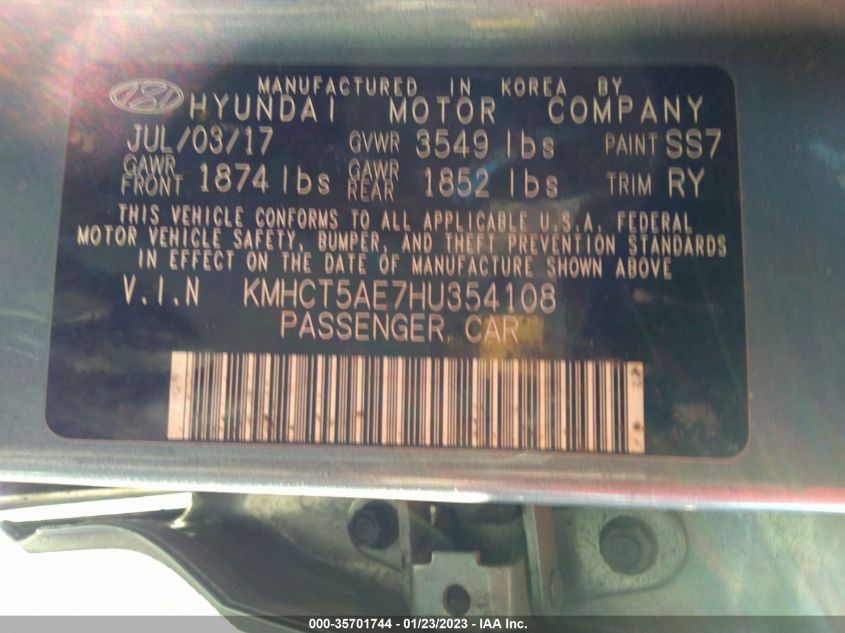 MANUFACTURED IN KOREA BY
HYUNDAI MOTOR COMPANY
JUL/03/17 GVWR 3549 lbs PAINT SS7
GAWR FRONT 1874 lbs GAWR REAR 1852 lbs TRIM RY
THIS VEHICLE CONFORMS TO ALL APPLICABLE U.S.A. FEDERAL
MOTOR VEHICLE SAFETY, BUMPER, AND THEFT PREVENTION STANDARDS
IN EFFECT ON THE DATE OF MANUFACTURE SHOWN ABOVE.
V.I.N KMHCT5AE7HU354108
PASSENGER CAR
000-35701744 - 01/23/2023 - IAA Inc.